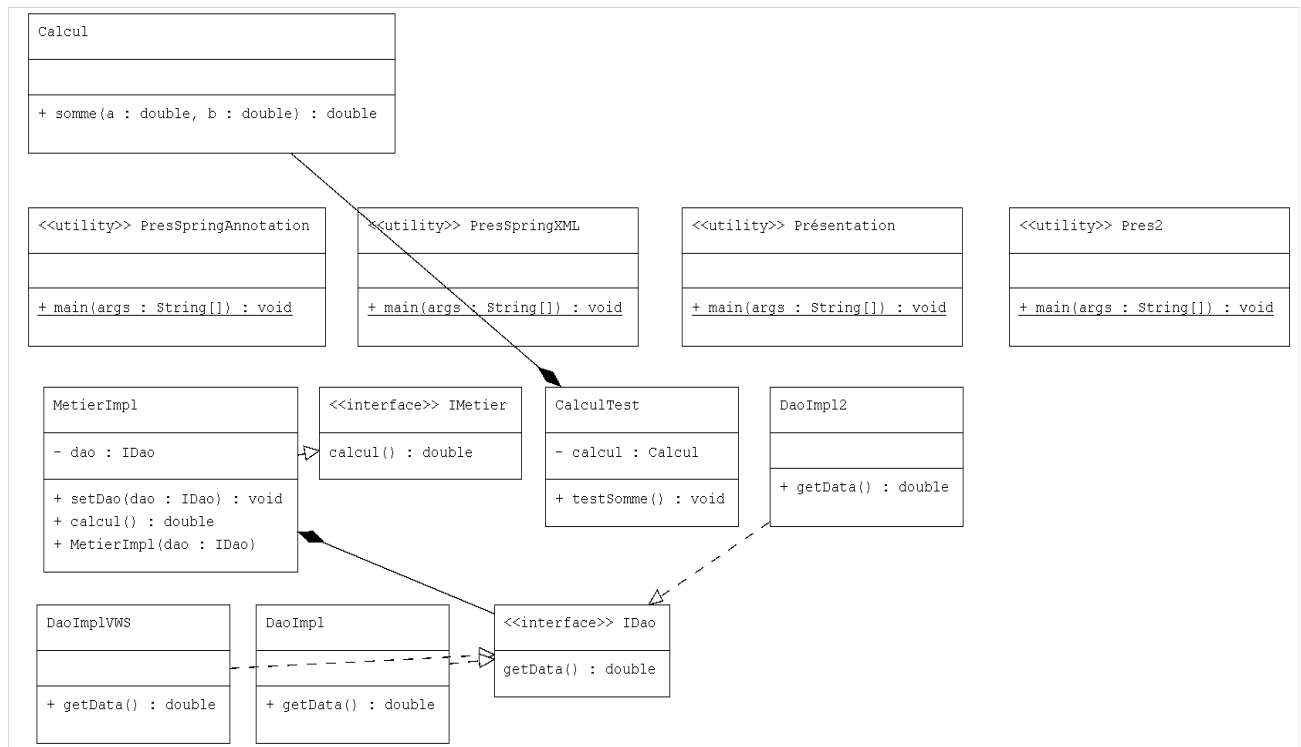 Calcul
+ somme(a : double, b : double) : double
<<utility>> PresSpringAnnotation
+ main(args : String[]) : void
<<utility>> PresSpringXML
+ main(args : String[]) : void
<<utility>> Présentation
+ main(args : String[]) : void
<<utility>> Pres2
+ main(args : String[]) : void
MetierImpl
- dao : IDao
+ setDao(dao : IDao) : void
+ calcul() : double
+ MetierImpl(dao : IDao)
<<interface>> IMetier
calcul() : double
CalculTest
- calcul : Calcul
+ testSomme() : void
DaoImpl2
+ getData() : double
DaoImplVWS
+ getData() : double
DaoImpl
+ getData() : double
<<interface>> IDao
getData() : double